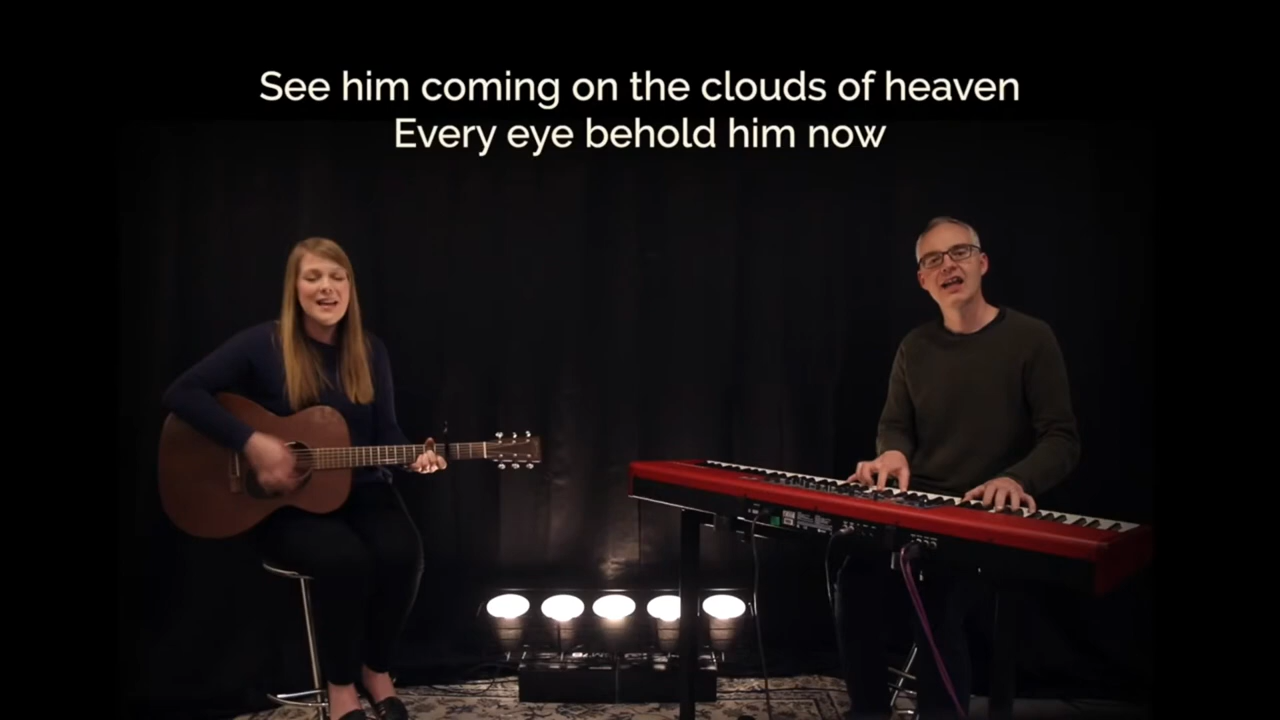 See him coming on the clouds of heaven
Every eye behold him now